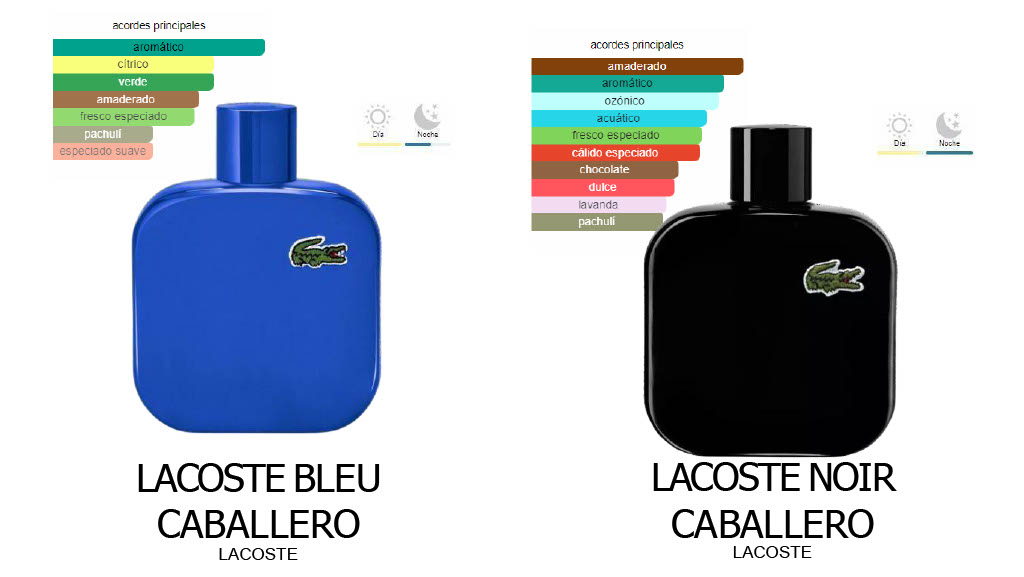 acordes principales
aromático
cítrico
verde
amaderado
fresco especiado
pachulí
especiado suave
Día
Noche
LACOSTE BLEU
CABALLERO
LACOSTE
acordes principales
amaderado
aromático
ozónico
acuático
fresco especiado
cálido especiado
chocolate
dulce
lavanda
pachulí
Día
Noche
LACOSTE NOIR
CABALLERO
LACOSTE